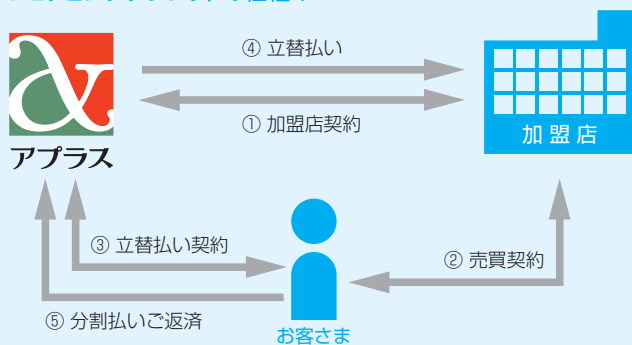 ④ 立替払い
① 加盟店契約
アプラス
加盟店
③ 立替払い契約
② 売買契約
⑤ 分割払いご返済
お客さま